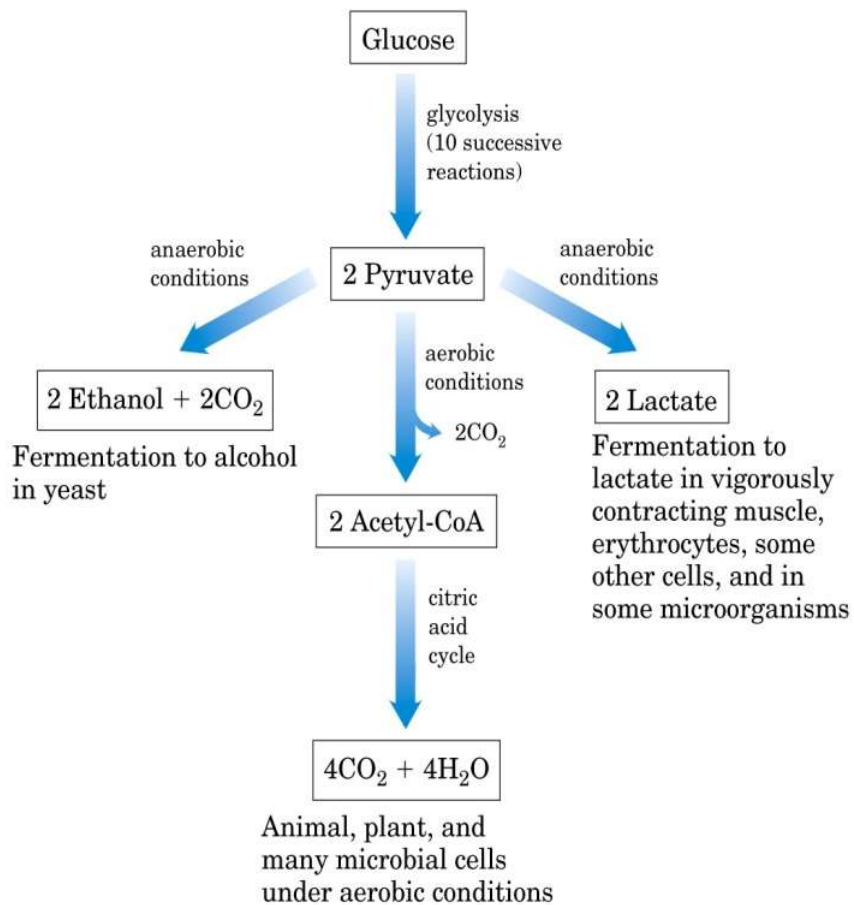 Glucose
glycolysis
(10 successive
reactions)
anaerobic
conditions
2 Pyruvate
anaerobic
conditions
2 Ethanol + 2CO₂
Fermentation to alcohol
in yeast
aerobic
conditions
2CO₂
2 Lactate
Fermentation to
lactate in vigorously
contracting muscle,
erythrocytes, some
other cells, and in
some microorganisms
2 Acetyl-CoA
citric
acid
cycle
4CO₂ + 4H₂O
Animal, plant, and
many microbial cells
under aerobic conditions